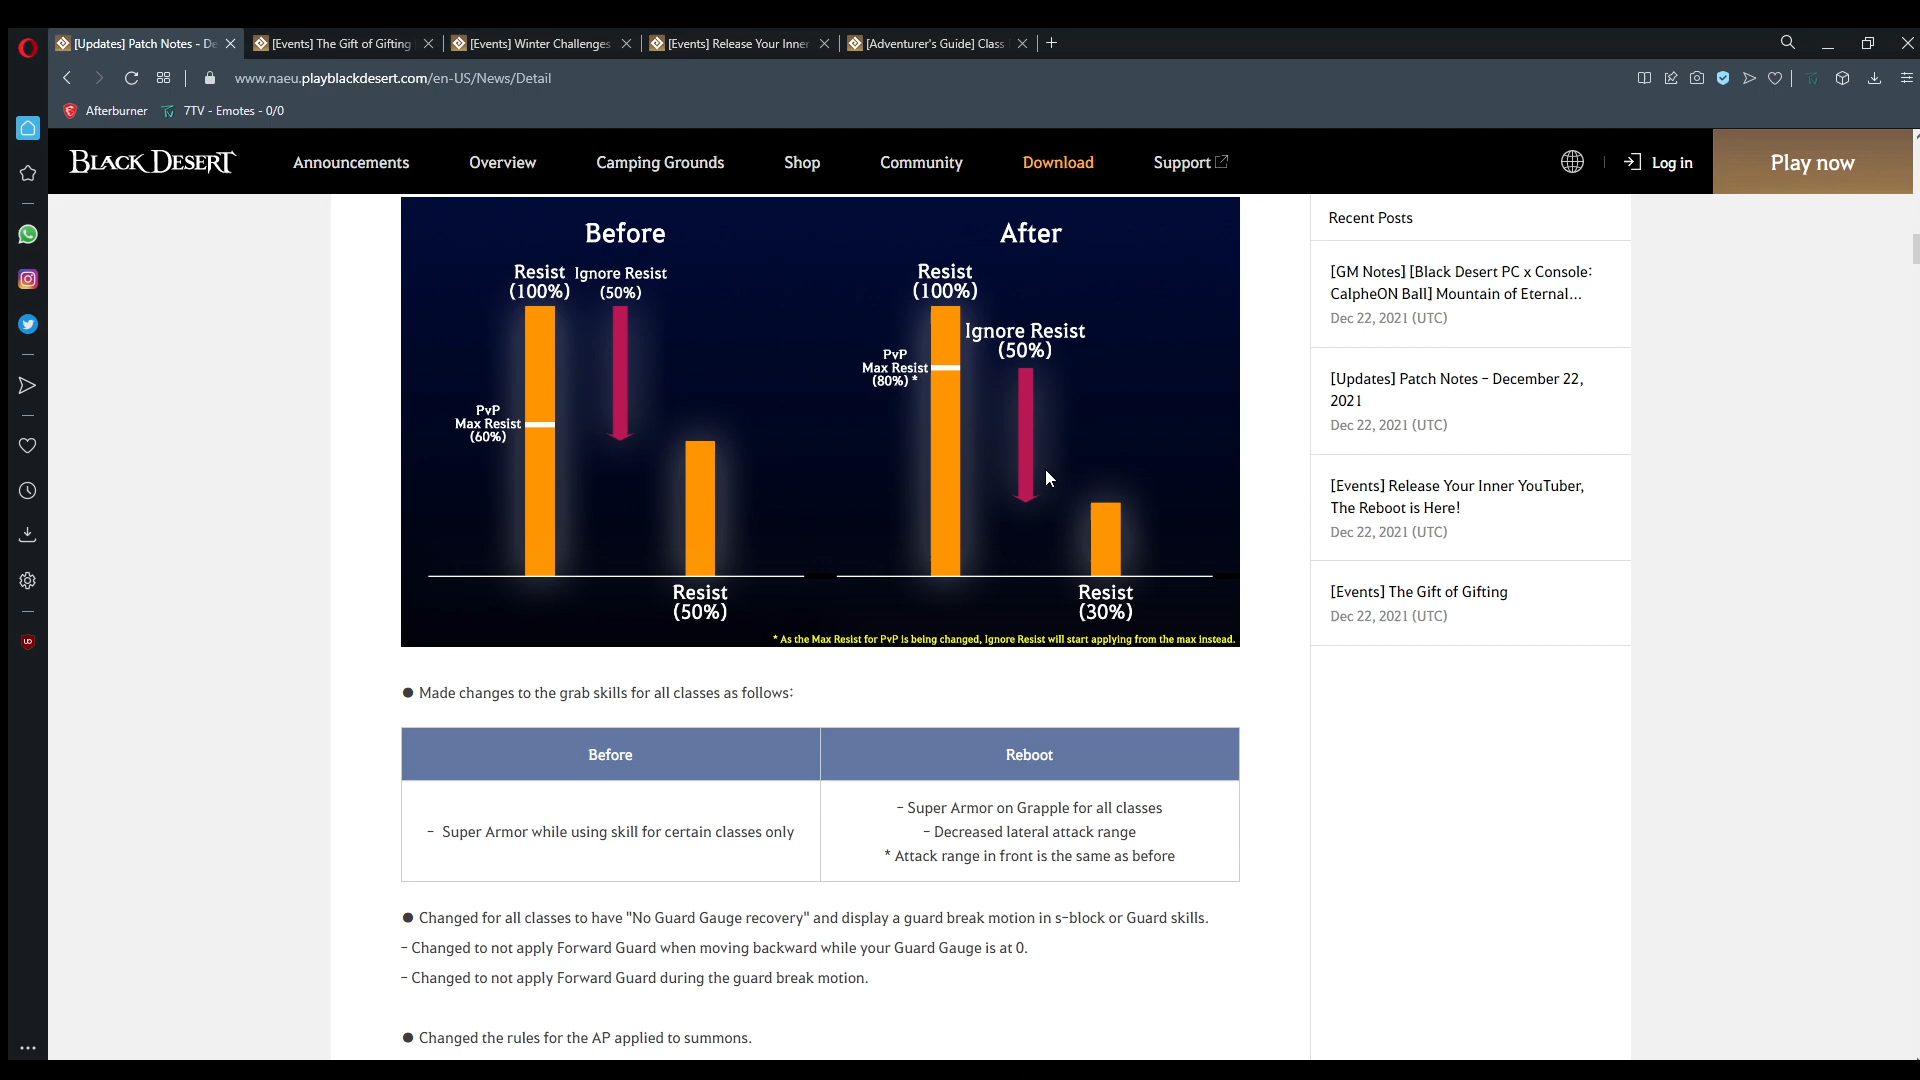 [Updates] Patch Notes - De
[Events] The Gift of Gifting
[Events] Winter Challenges
[Events] Release Your Inner
[Adventurer's Guide] Class
www.naeu.playblackdesert.com/en-US/News/Detail
Afterburner
7TV - Emotes - 0/0
BLACK DESERT
Announcements
Overview
Camping Grounds
Shop
Community
Download
Support
Log in
Play now
Before
Resist
(100%)
Ignore Resist
(50%)
PvP
Max Resist
(60%)
Resist
(50%)
After
Resist
(100%)
Ignore Resist
(50%)
PvP
Max Resist
(80%) *
Resist
(30%)
* As the Max Resist for PvP is being changed, Ignore Resist will start applying from the max instead.
● Made changes to the grab skills for all classes as follows:
Before
Reboot
- Super Armor while using skill for certain classes only
- Super Armor on Grapple for all classes
- Decreased lateral attack range
* Attack range in front is the same as before
● Changed for all classes to have "No Guard Gauge recovery" and display a guard break motion in s-block or Guard skills.
- Changed to not apply Forward Guard when moving backward while your Guard Gauge is at 0.
- Changed to not apply Forward Guard during the guard break motion.
● Changed the rules for the AP applied to summons.
Recent Posts
[GM Notes] [Black Desert PC x Console:
CalpheON Ball] Mountain of Eternal...
Dec 22, 2021 (UTC)
[Updates] Patch Notes - December 22,
2021
Dec 22, 2021 (UTC)
[Events] Release Your Inner YouTuber,
The Reboot is Here!
Dec 22, 2021 (UTC)
[Events] The Gift of Gifting
Dec 22, 2021 (UTC)